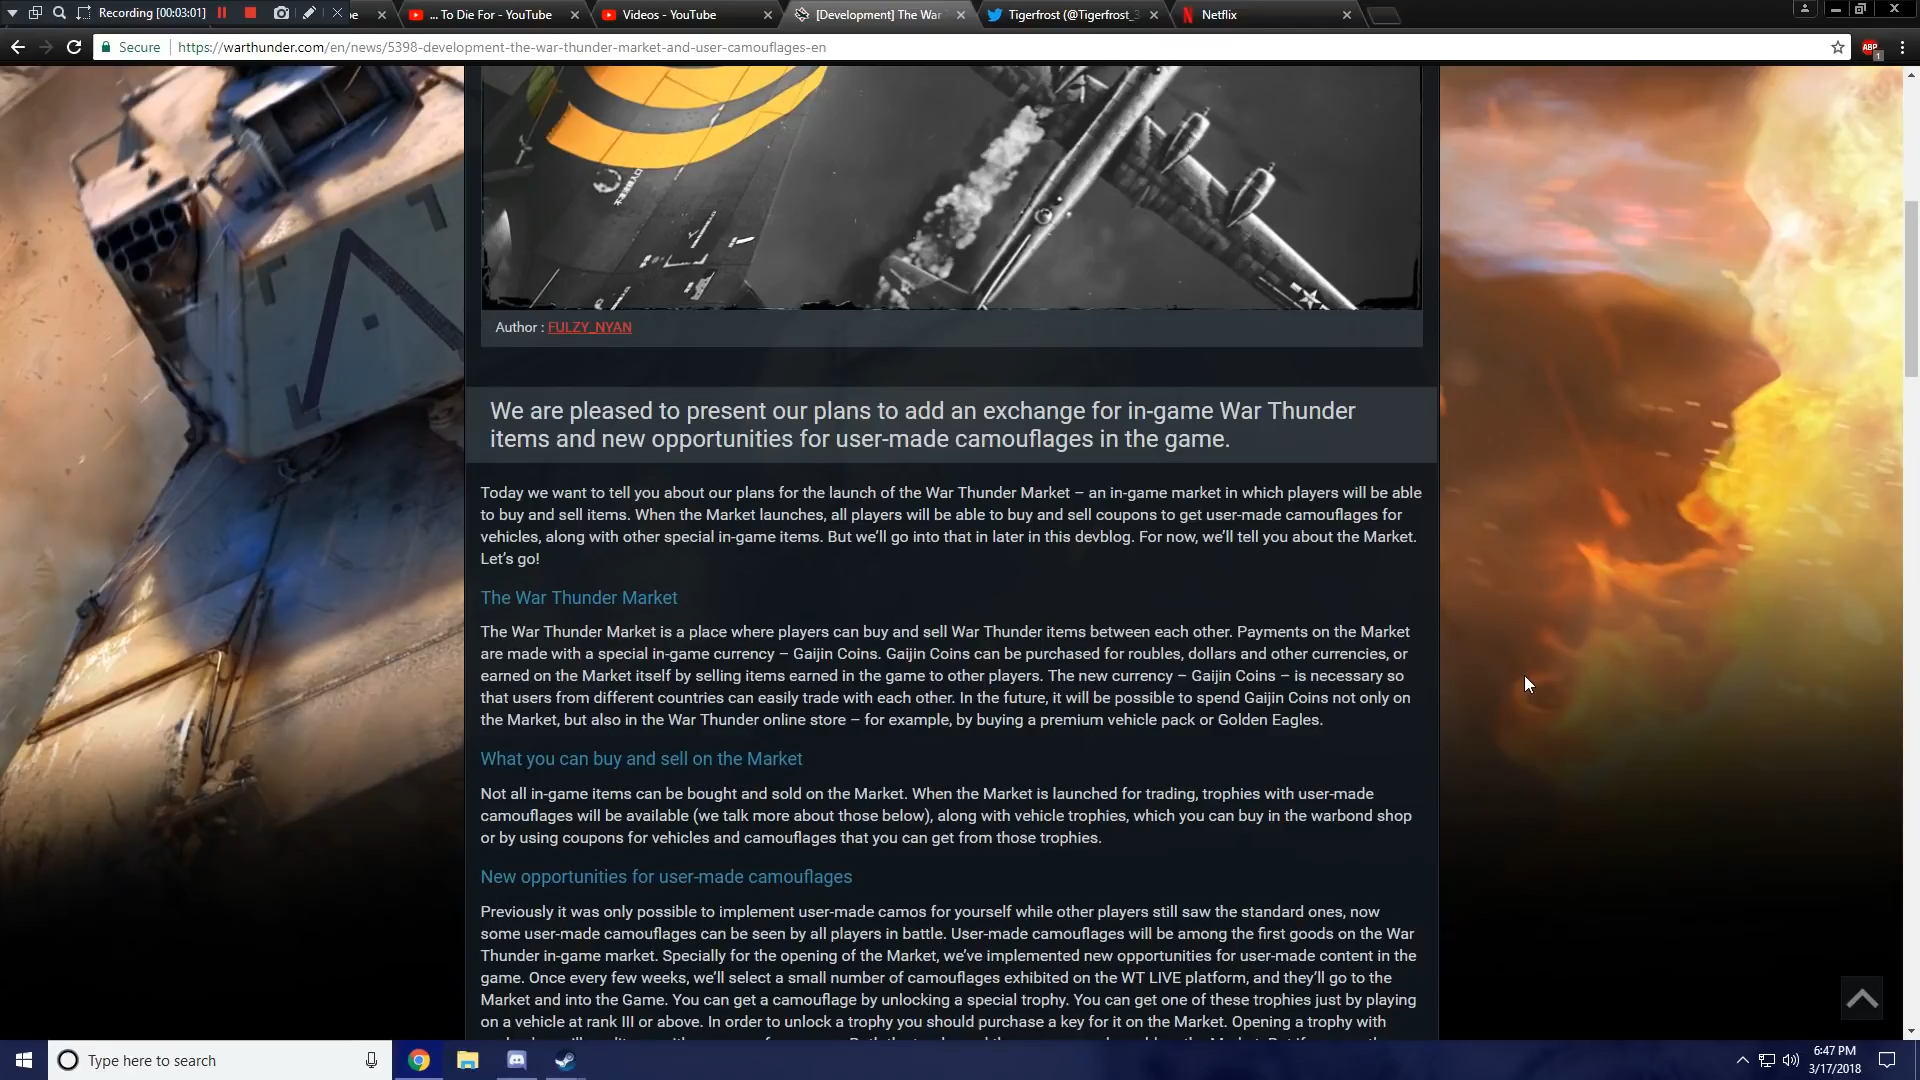 Recording [00:03:01]
e
... To Die For - YouTube
Videos - YouTube
[Development] The War
Tigerfrost (@Tigerfrost_3
Netflix
Secure https://warthunder.com/en/news/5398-development-the-war-thunder-market-and-user-camouflages-en
ABP
1
Author : FULZY_NYAN
We are pleased to present our plans to add an exchange for in-game War Thunder
items and new opportunities for user-made camouflages in the game.
Today we want to tell you about our plans for the launch of the War Thunder Market – an in-game market in which players will be able
to buy and sell items. When the Market launches, all players will be able to buy and sell coupons to get user-made camouflages for
vehicles, along with other special in-game items. But we’ll go into that in later in this devblog. For now, we’ll tell you about the Market.
Let’s go!
The War Thunder Market
The War Thunder Market is a place where players can buy and sell War Thunder items between each other. Payments on the Market
are made with a special in-game currency – Gaijin Coins. Gaijin Coins can be purchased for roubles, dollars and other currencies, or
earned on the Market itself by selling items earned in the game to other players. The new currency – Gaijin Coins – is necessary so
that users from different countries can easily trade with each other. In the future, it will be possible to spend Gaijin Coins not only on
the Market, but also in the War Thunder online store – for example, by buying a premium vehicle pack or Golden Eagles.
What you can buy and sell on the Market
Not all in-game items can be bought and sold on the Market. When the Market is launched for trading, trophies with user-made
camouflages will be available (we talk more about those below), along with vehicle trophies, which you can buy in the warbond shop
or by using coupons for vehicles and camouflages that you can get from those trophies.
New opportunities for user-made camouflages
Previously it was only possible to implement user-made camos for yourself while other players still saw the standard ones, now
some user-made camouflages can be seen by all players in battle. User-made camouflages will be among the first goods on the War
Thunder in-game market. Specially for the opening of the Market, we’ve implemented new opportunities for user-made content in the
game. Once every few weeks, we’ll select a small number of camouflages exhibited on the WT LIVE platform, and they’ll go to the
Market and into the Game. You can get a camouflage by unlocking a special trophy. You can get one of these trophies just by playing
on a vehicle at rank III or above. In order to unlock a trophy you should purchase a key for it on the Market. Opening a trophy with
Type here to search
6:47 PM
3/17/2018